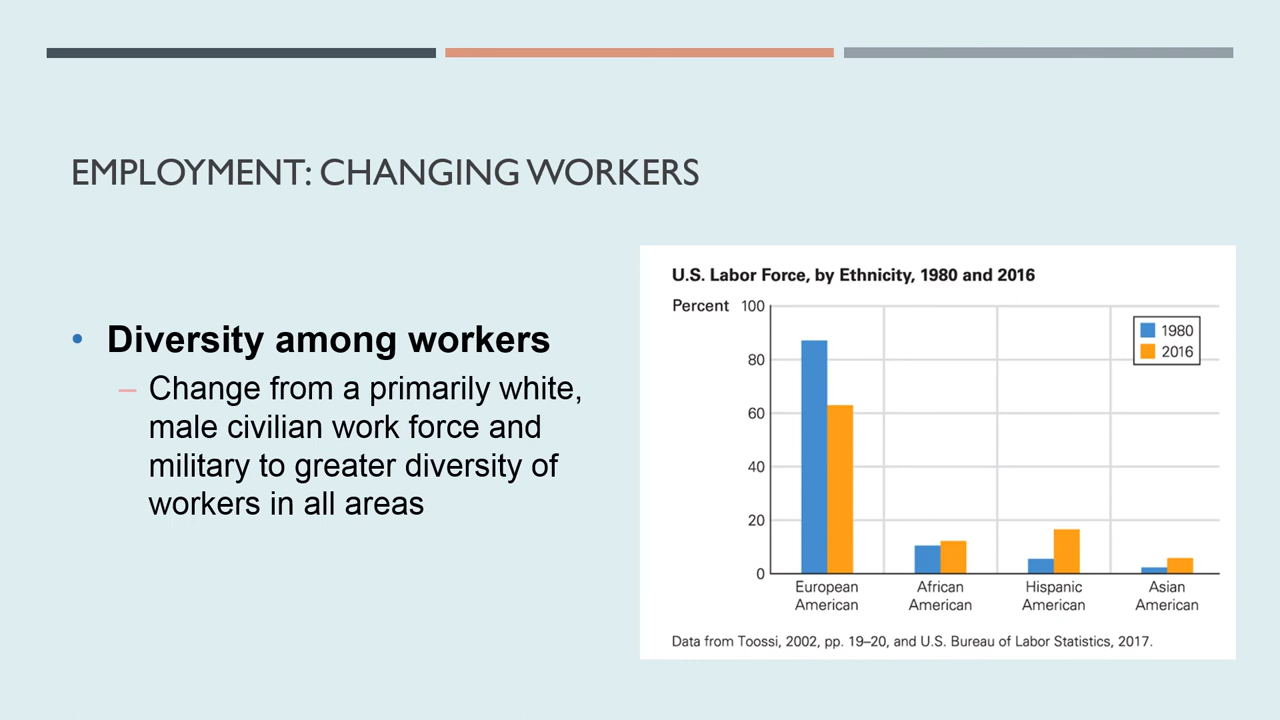 EMPLOYMENT: CHANGING WORKERS
• Diversity among workers
– Change from a primarily white,
male civilian work force and
military to greater diversity of
workers in all areas
U.S. Labor Force, by Ethnicity, 1980 and 2016
Percent
100
80
60
40
20
0
1980
2016
European
American
African
American
Hispanic
American
Asian
American
Data from Toossi, 2002, pp. 19–20, and U.S. Bureau of Labor Statistics, 2017.